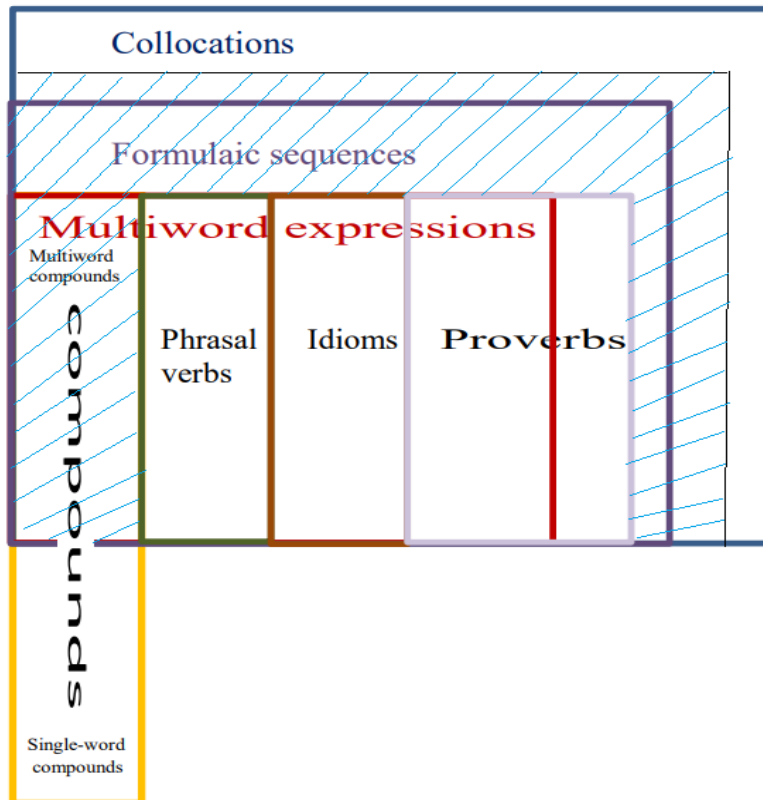 Collocations
Formulaic sequences
Multiword expressions
Multiword
compounds
compounds
Phrasal
verbs
Idioms
Proverbs
Single-word
compounds